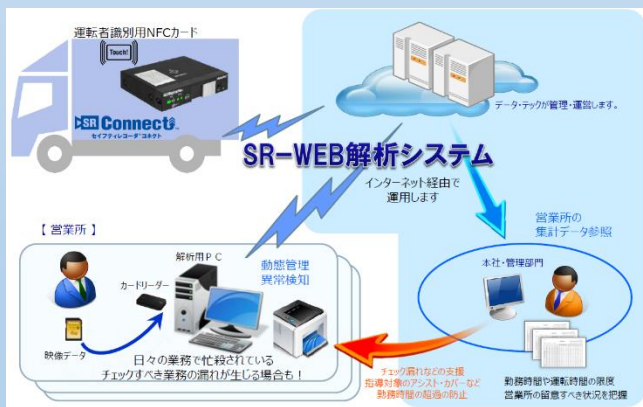 運転者識別用NFCカード
Touch!
SR Connect
セイフティレコーダ コネクト
データ・テックが管理・運営します。
SR-WEB解析システム
インターネット経由で
運用します
営業所の
集計データ参照
本社・管理部門
【 営業所 】
解析用PC
カードリーダー
動態管理
異常検知
映像データ
日々の業務で忙殺されている
チェックすべき業務の漏れが生じる場合も！
チェック漏れなどの支援
指導対象のアシスト・カバーなど
勤務時間の超過の防止
勤務時間や運転時間の限度
営業所の留意すべき状況を把握